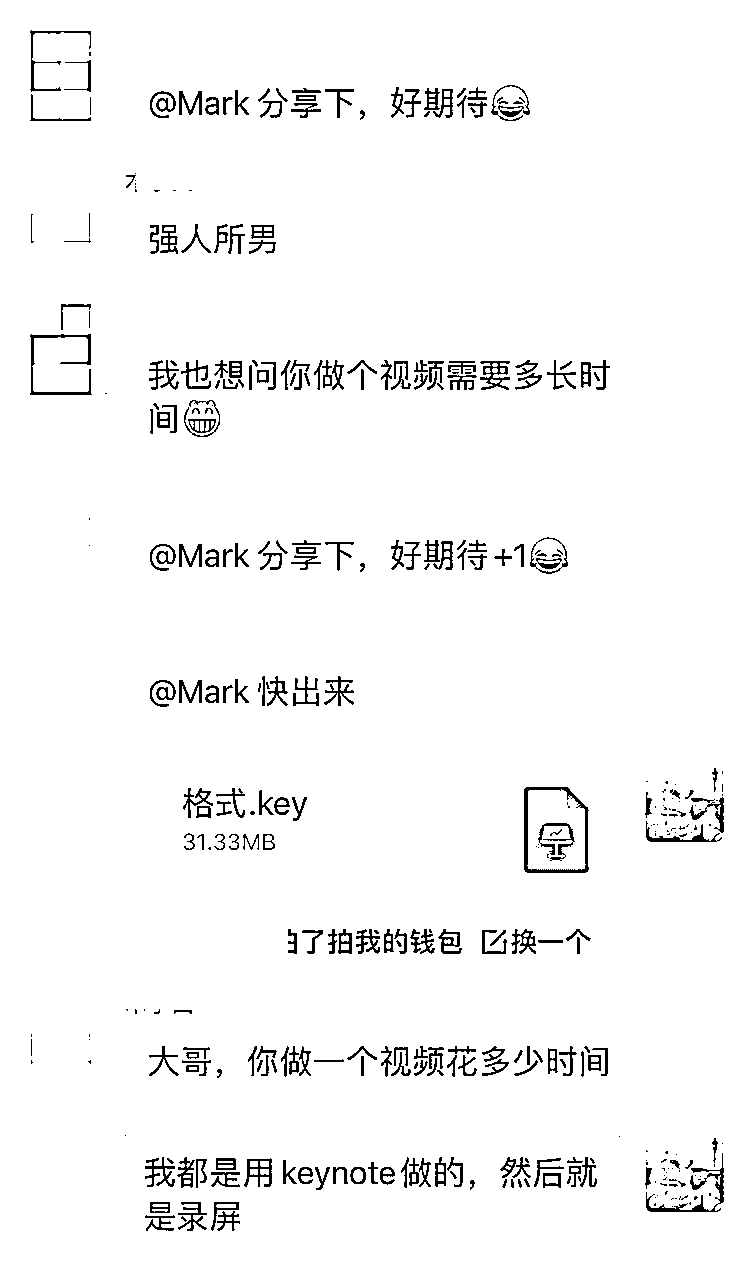 @Mark 分享下，好期待😂
强人所男
我也想问你做个视频需要多长时
间😁
@Mark 分享下，好期待+1😂
@Mark 快出来
格式.key
31.33MB
了拍我的钱包 换一个
大哥，你做一个视频花多少时间
我都是用keynote做的，然后就
是录屏